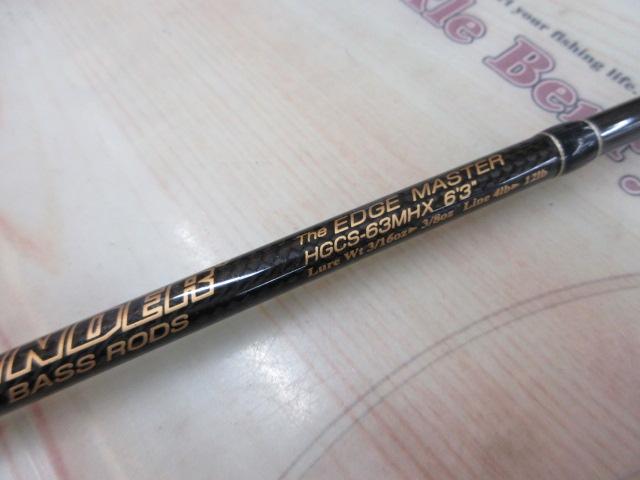 The EDGE MASTER
HGCS-63MHX 6'3"
Lure Wt 3/16oz▸3/8oz Line 4lb▸12lb
BASS RODS
your fishing life.